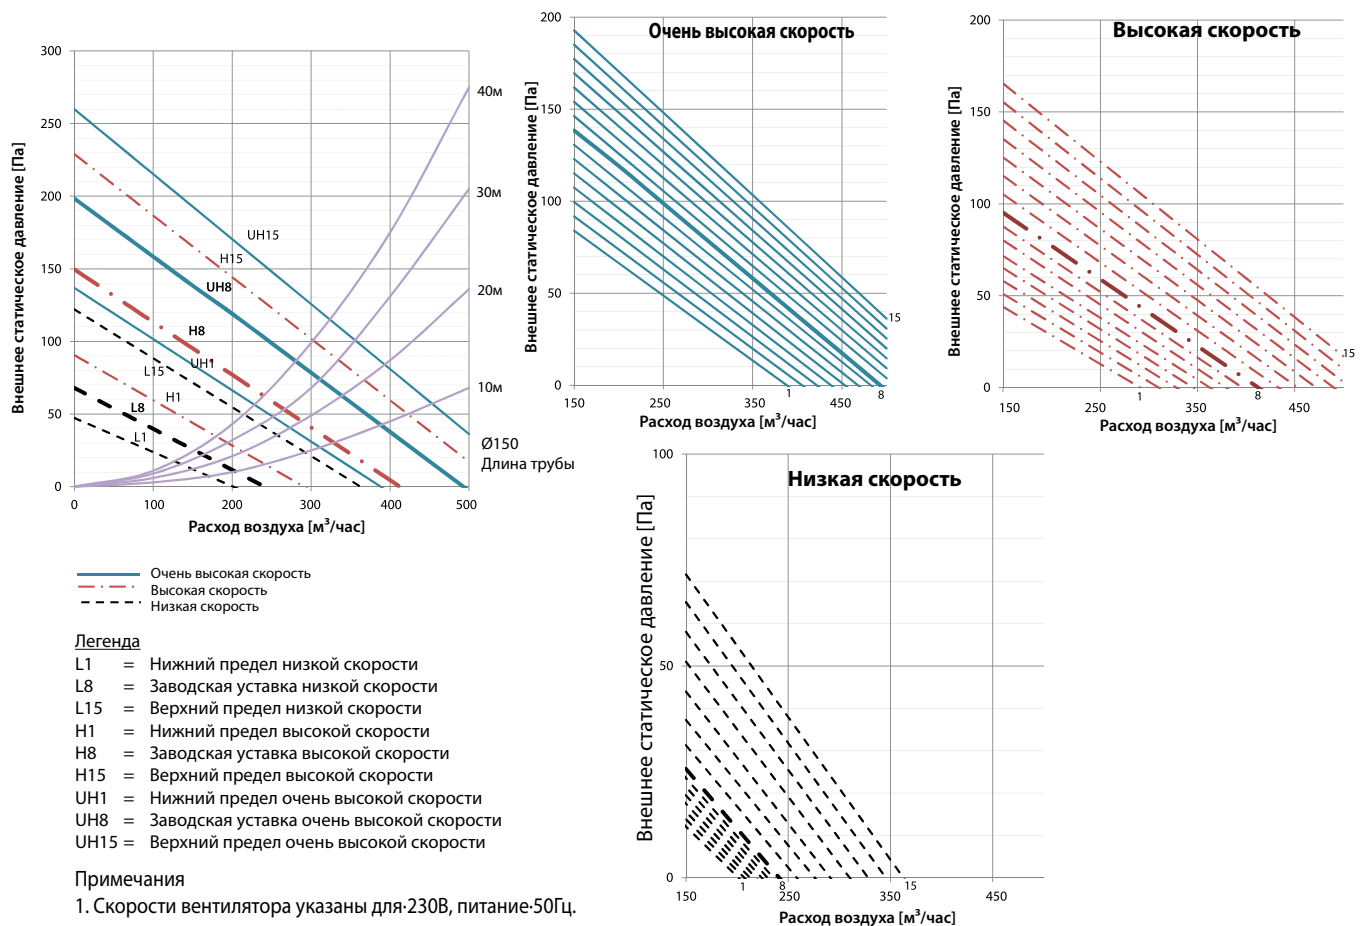 300
250
200
150
100
50
0
Внешнее статическое давление [Па]
0 100 200 300 400 500
Расход воздуха [м³/час]
40м
30м
20м
10м
Ø150
Длина трубы
UH15
H15
UH8
H8
UH1
L15
H1
L8
L1
Очень высокая скорость
200
150
100
50
0
Внешнее статическое давление [Па]
15
150 250 350 1 450 8
Расход воздуха [м³/час]
Высокая скорость
200
150
100
50
0
Внешнее статическое давление [Па]
15
150 250 1 350 8 450
Расход воздуха [м³/час]
Низкая скорость
100
50
0
Внешнее статическое давление [Па]
150 1 8 250 350 15 450
Расход воздуха [м³/час]
Очень высокая скорость
Высокая скорость
Низкая скорость
Легенда
L1 = Нижний предел низкой скорости
L8 = Заводская уставка низкой скорости
L15 = Верхний предел низкой скорости
H1 = Нижний предел высокой скорости
H8 = Заводская уставка высокой скорости
H15 = Верхний предел высокой скорости
UH1 = Нижний предел очень высокой скорости
UH8 = Заводская уставка очень высокой скорости
UH15 = Верхний предел очень высокой скорости
Примечания
1. Скорости вентилятора указаны для·230В, питание·50Гц.